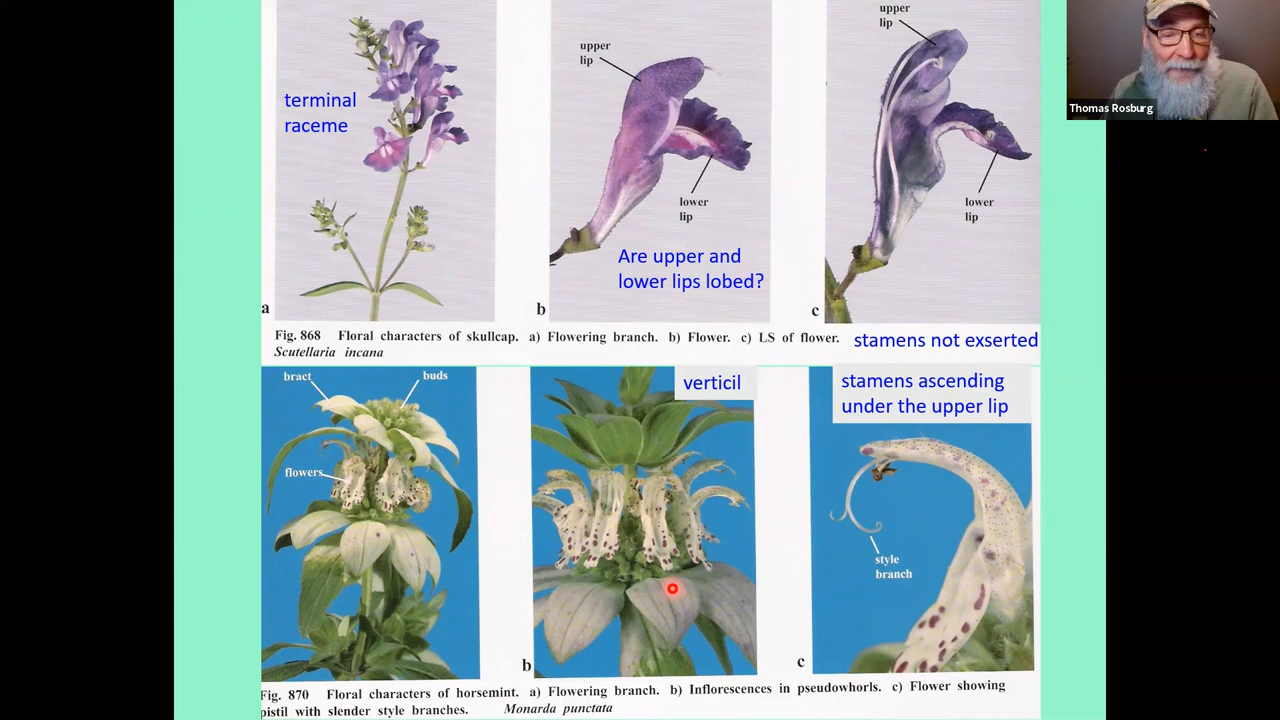 upper
lip
Thomas Rosburg
terminal
raceme
upper
lip
lower
lip
Are upper and
lower lips lobed?
upper
lip
lower
lip
a
b
c
Fig. 868 Floral characters of skullcap. a) Flowering branch. b) Flower. c) LS of flower.
Scutellaria incana
stamens not exserted
bract
buds
flowers
verticil
b
stamens ascending
under the upper lip
style
branch
c
Fig. 870 Floral characters of horsemint. a) Flowering branch. b) Inflorescences in pseudowhorls. c) Flower showing
pistil with slender style branches. Monarda punctata